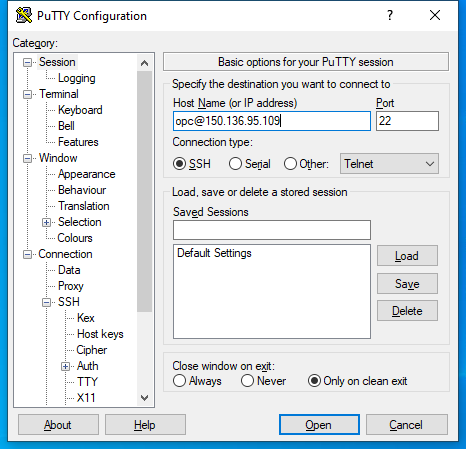 PuTTY Configuration
Category:
Session
Logging
Terminal
Keyboard
Bell
Features
Window
Appearance
Behaviour
Translation
Selection
Colours
Connection
Data
Proxy
SSH
Kex
Host keys
Cipher
Auth
TTY
X11
Basic options for your PuTTY session
Specify the destination you want to connect to
Host Name (or IP address) Port
opc@150.136.95.109 22
Connection type:
SSH Serial Other: Telnet
Load, save or delete a stored session
Saved Sessions
Default Settings
Load
Save
Delete
Close window on exit:
Always Never Only on clean exit
About Help Open Cancel